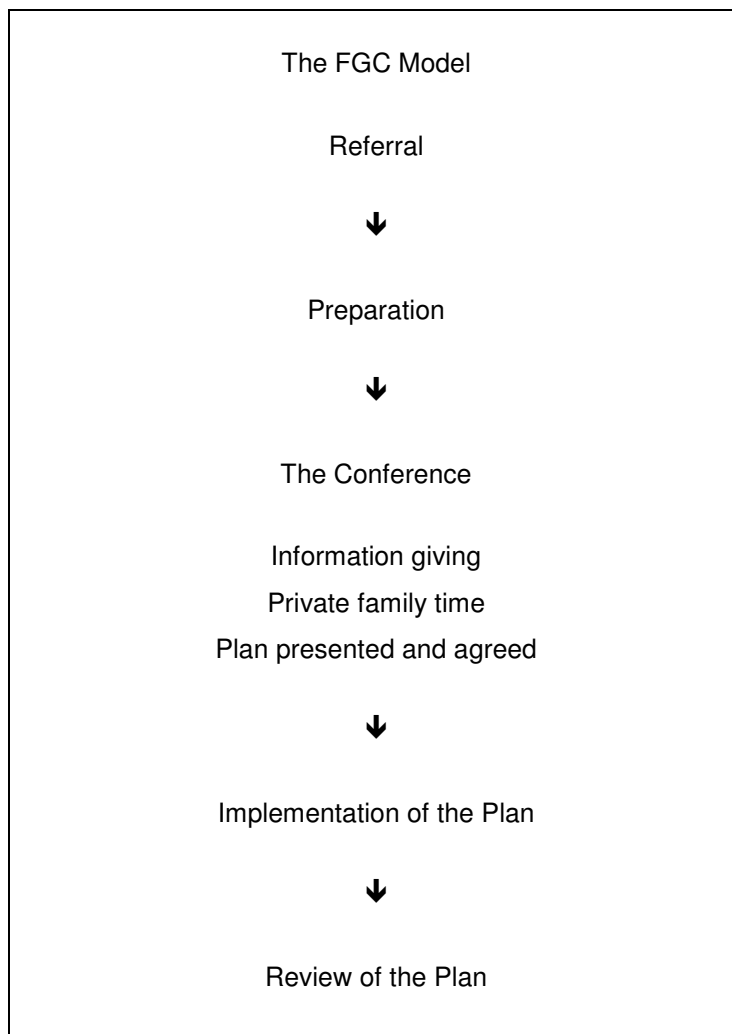 The FGC Model
Referral
↓
Preparation
↓
The Conference
Information giving
Private family time
Plan presented and agreed
↓
Implementation of the Plan
↓
Review of the Plan